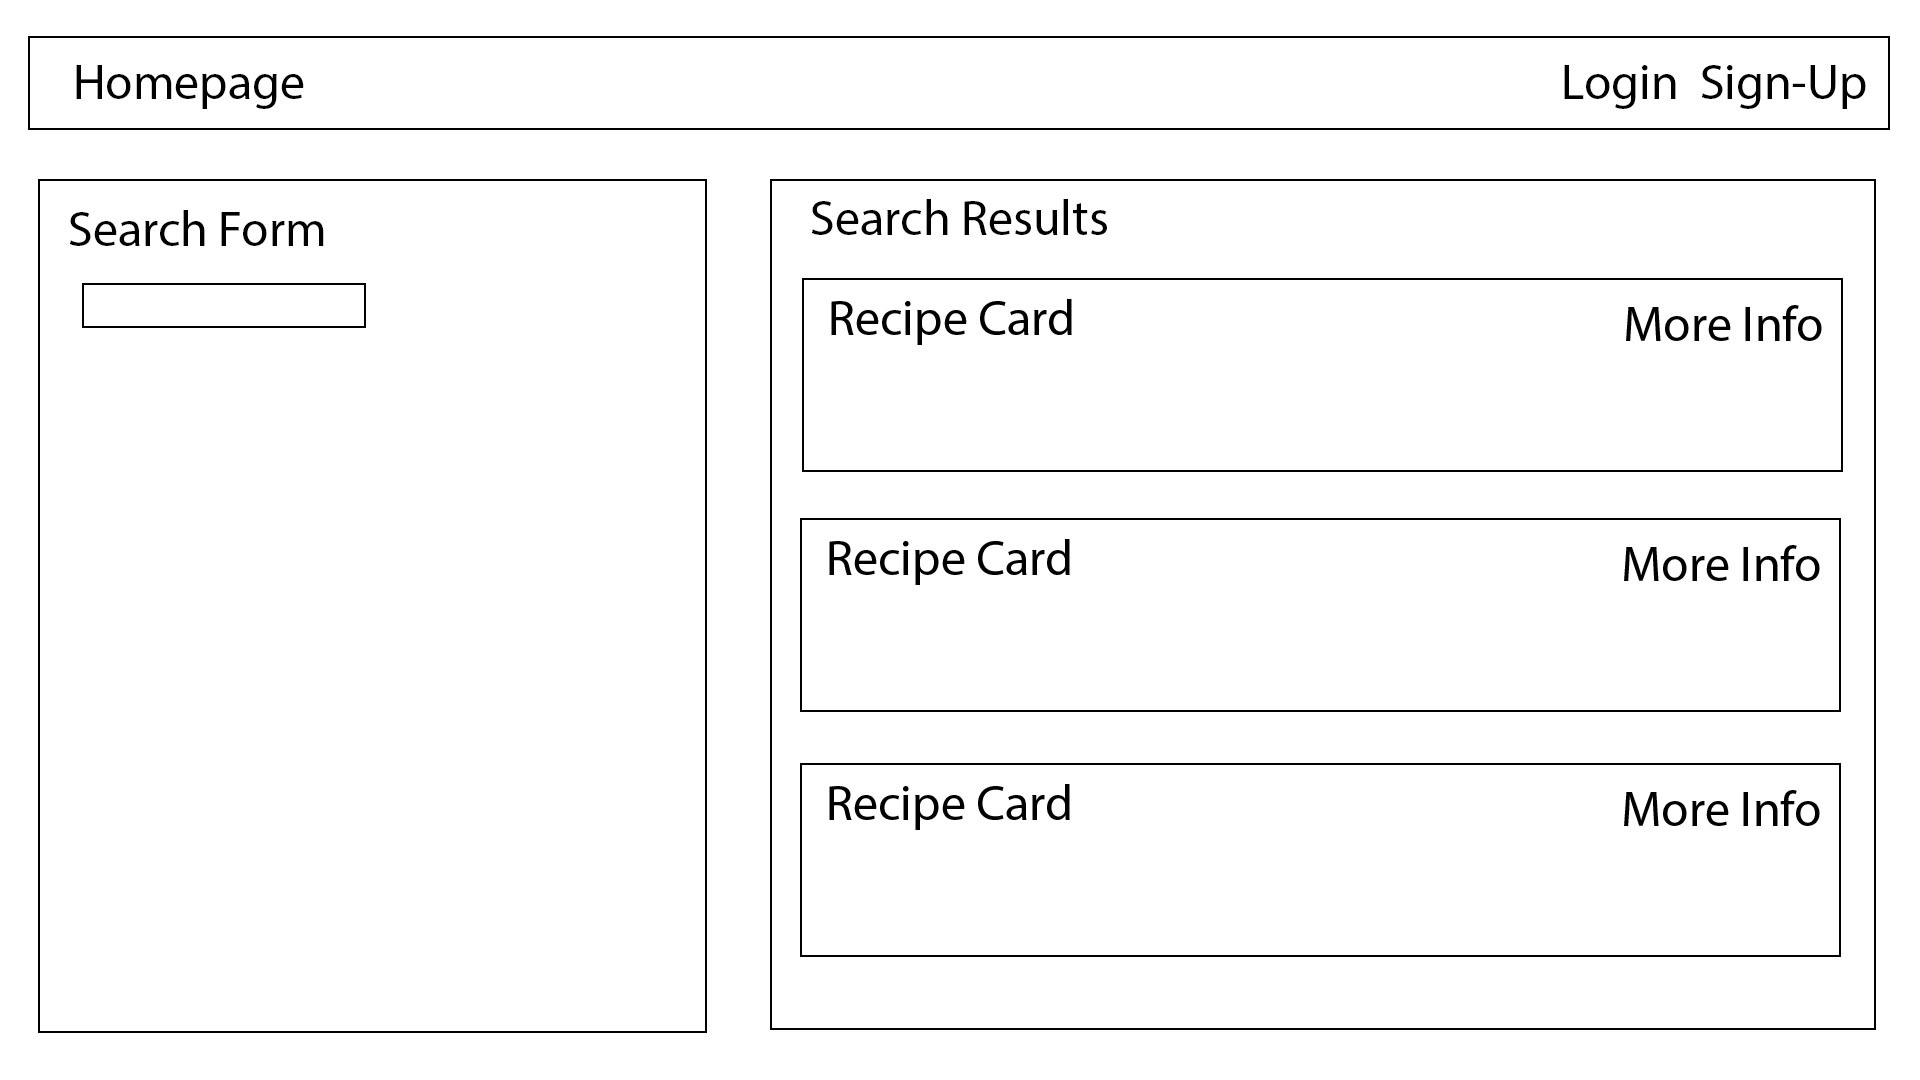 Homepage
Login Sign-Up
Search Form
Search Results
Recipe Card
More Info
Recipe Card
More Info
Recipe Card
More Info